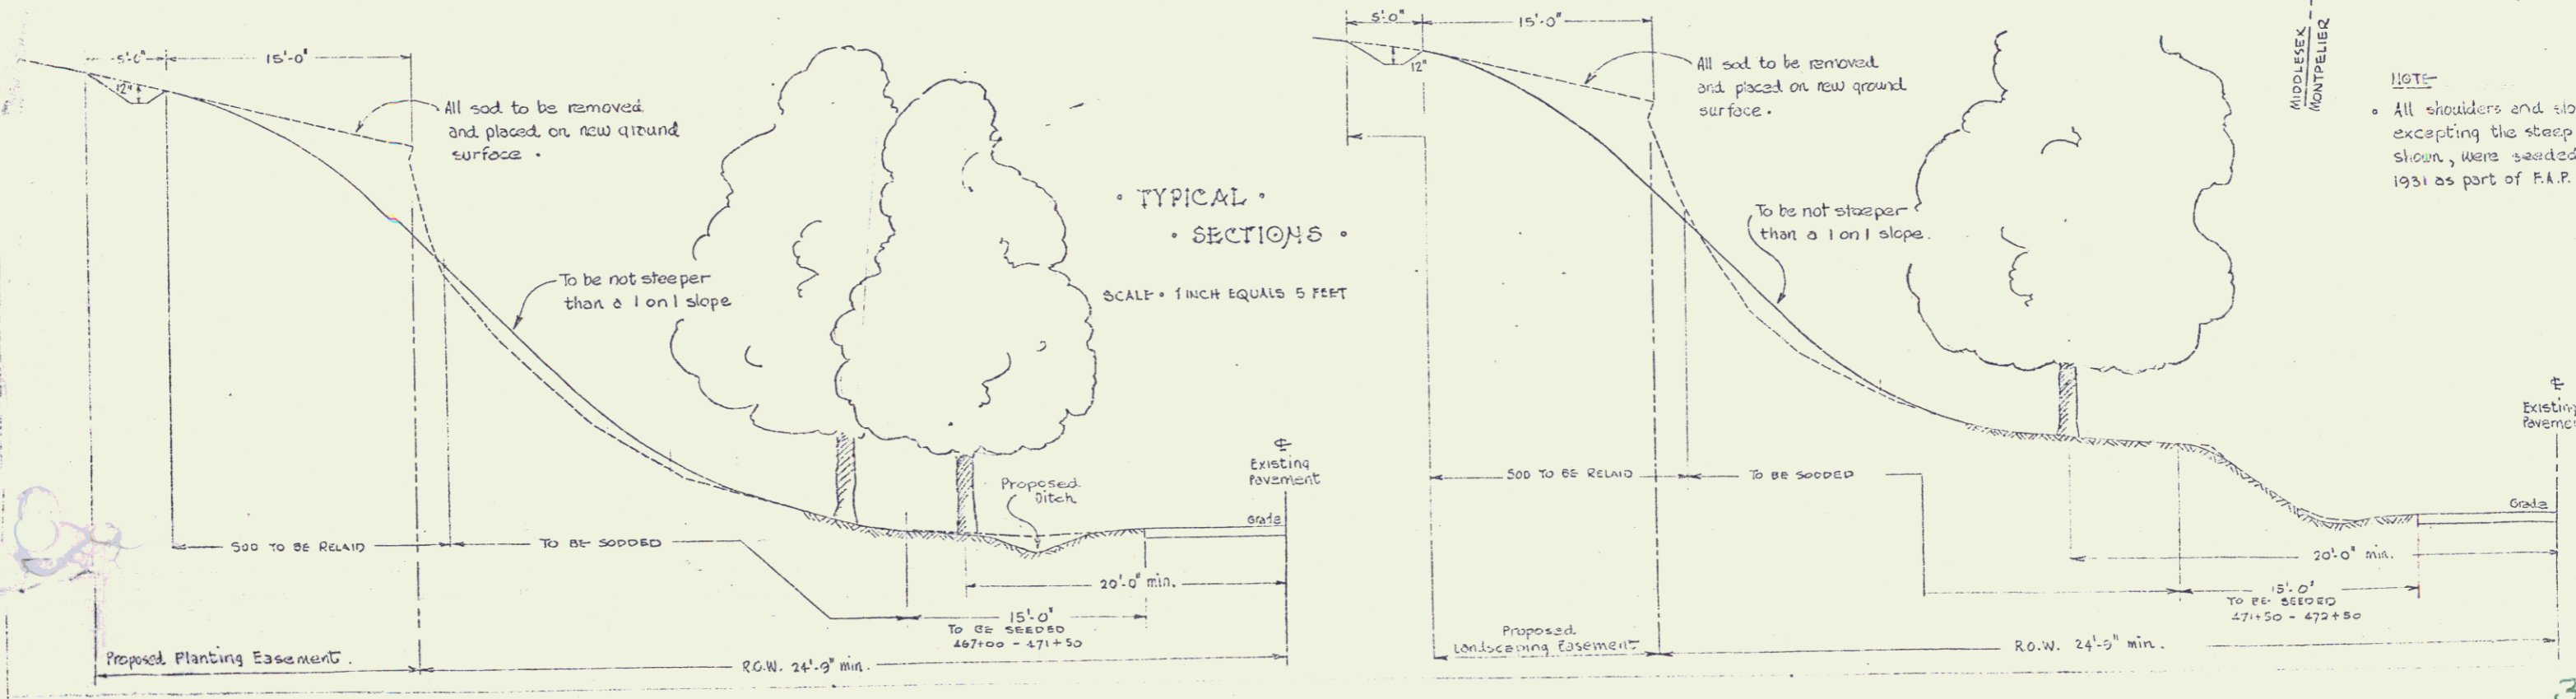 5'-0"
15'-0"
12"
All sod to be removed
and placed on new ground
surface.
To be not steeper
than a 1 on 1 slope
• TYPICAL •
• SECTIONS •
SCALE • 1 INCH EQUALS 5 FEET
Proposed
Ditch
℄
Existing
Pavement
Grade
SOD TO BE RELAID
TO BE SODDED
20'-0" min.
15'-0"
TO BE SEEDED
467+00 - 471+50
Proposed Planting Easement.
R.O.W. 24'-9" min.
5'-0"
15'-0"
12"
All sod to be removed
and placed on new ground
surface.
To be not steeper
than a 1 on 1 slope.
MIDDLESEX
MONTPELIER
NOTE
• All shoulders and slo
excepting the steep
shown, were seeded
1931 as part of F.A.P.
℄
Existing
Paveme
Grade
SOD TO BE RELAID
TO BE SODDED
20'-0" min.
15'-0"
TO BE SEEDED
471+50 - 472+50
Proposed
Landscaping Easement
R.O.W. 24'-9" min.